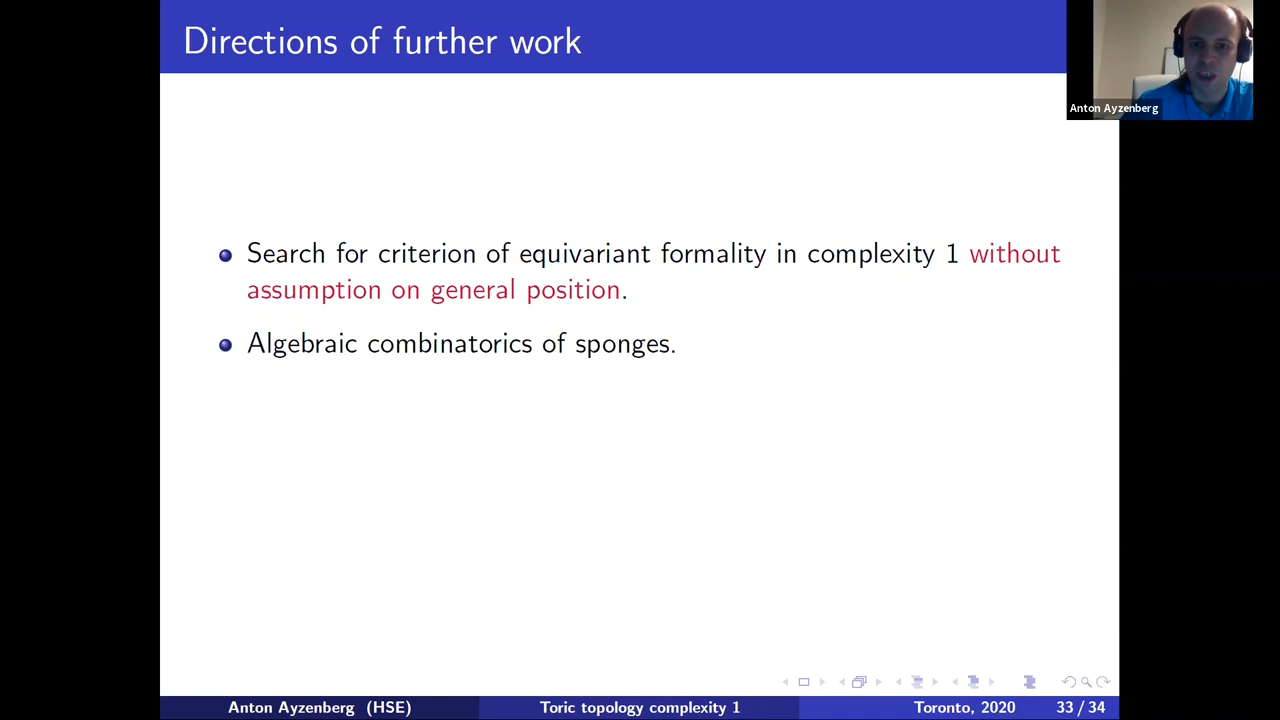 Directions of further work
Anton Ayzenberg
Search for criterion of equivariant formality in complexity 1 without
assumption on general position.
Algebraic combinatorics of sponges.
Anton Ayzenberg (HSE)
Toric topology complexity 1
Toronto, 2020
33 / 34